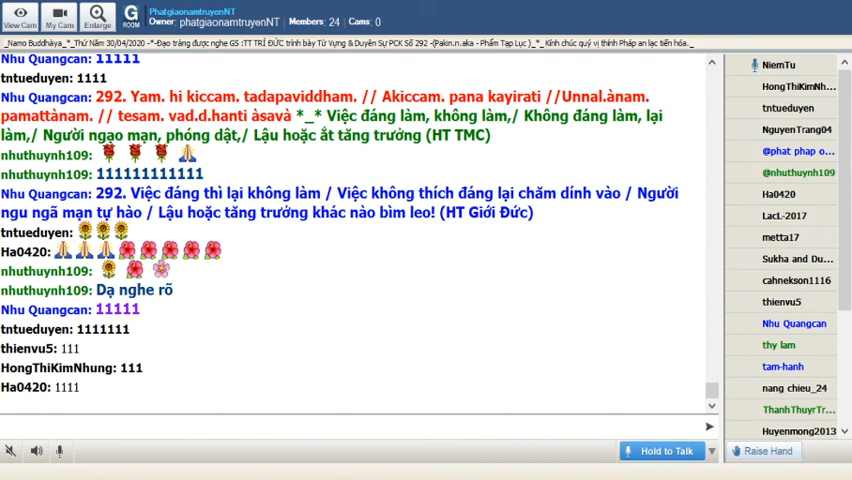 View Cam
My Cam
Enlarge
G
ROOM
PhatgiaonamtruyenNT
Owner: phatgiaonamtruyenNT Members: 24 Cams: 0
_Namo Buddhàya_*_Thứ Năm 30/04/2020 -*-Đạo tràng được nghe GS :TT TRÍ ĐỨC trình bày Từ Vựng & Duyên Sự PCK Số 292 -(Pakin.n.aka - Phẩm Tạp Lục )_*_ Kính chúc quý vị thính Pháp an lạc tiến hóa._
Nhu Quangcan: 11111
tntueduyen: 1111
Nhu Quangcan: 292. Yam. hi kiccam. tadapaviddham. // Akiccam. pana kayirati //Unnal.ànam.
pamattànam. // tesam. vad.d.hanti àsavà *_* Việc đáng làm, không làm,/ Không đáng làm, lại
làm,/ Người ngạo mạn, phóng dật,/ Lậu hoặc ắt tăng trưởng (HT TMC)
nhuthuynh109:
nhuthuynh109: 111111111111
Nhu Quangcan: 292. Việc đáng thì lại không làm / Việc không thích đáng lại chăm dính vào / Người
ngu ngã mạn tự hào / Lậu hoặc tăng trưởng khác nào bìm leo! (HT Giới Đức)
tntueduyen:
Ha0420:
nhuthuynh109:
nhuthuynh109: Dạ nghe rõ
Nhu Quangcan: 11111
tntueduyen: 1111111
thienvu5: 111
HongThiKimNhung: 111
Ha0420: 1111
NiemTu
HongThiKimNh...
tntueduyen
NguyenTrang04
@phat phap o...
@nhuthuynh109
Ha0420
LacL-2017
metta17
Sukha and Du...
cahnekson1116
thienvu5
Nhu Quangcan
thy lam
tam-hanh
nang chieu_24
ThanhThuyrTr...
Huyenmong2013
Hold to Talk
Raise Hand